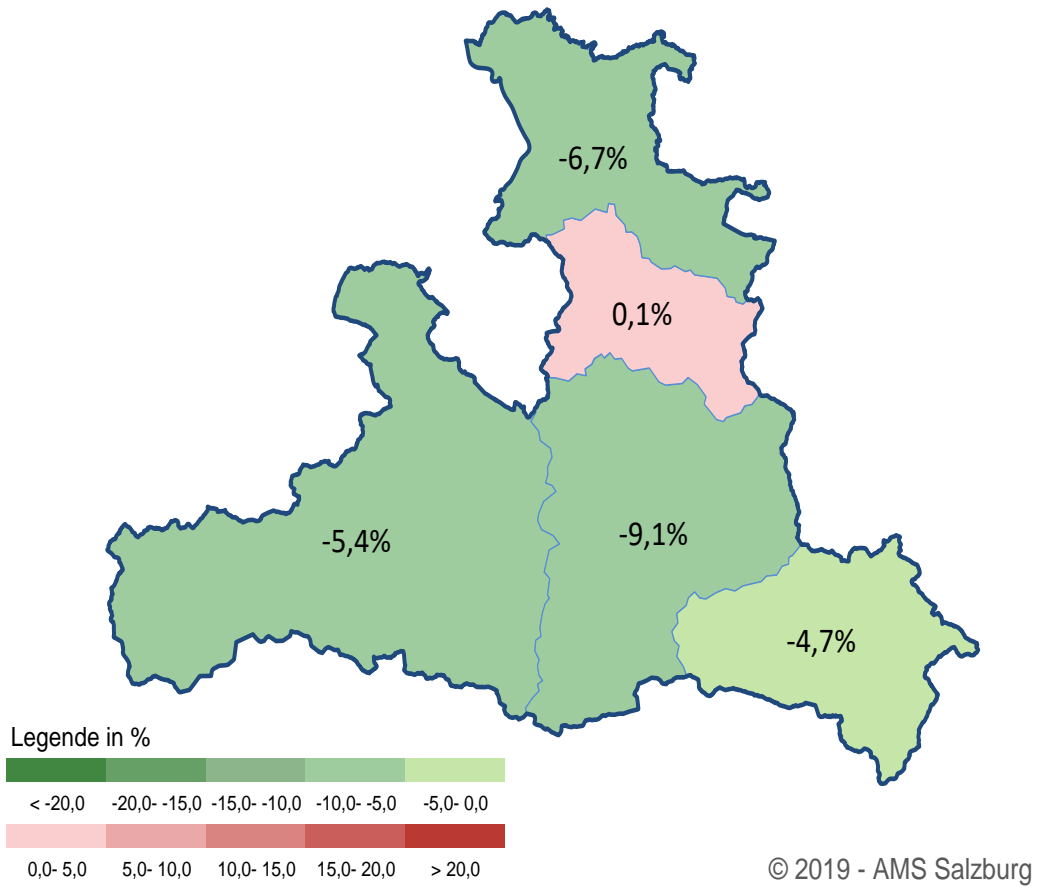 -6,7%
0,1%
-5,4%
-9,1%
-4,7%
Legende in %
< -20,0 -20,0- -15,0 -15,0- -10,0 -10,0- -5,0 -5,0- 0,0
0,0- 5,0 5,0- 10,0 10,0- 15,0 15,0- 20,0 > 20,0
© 2019 - AMS Salzburg